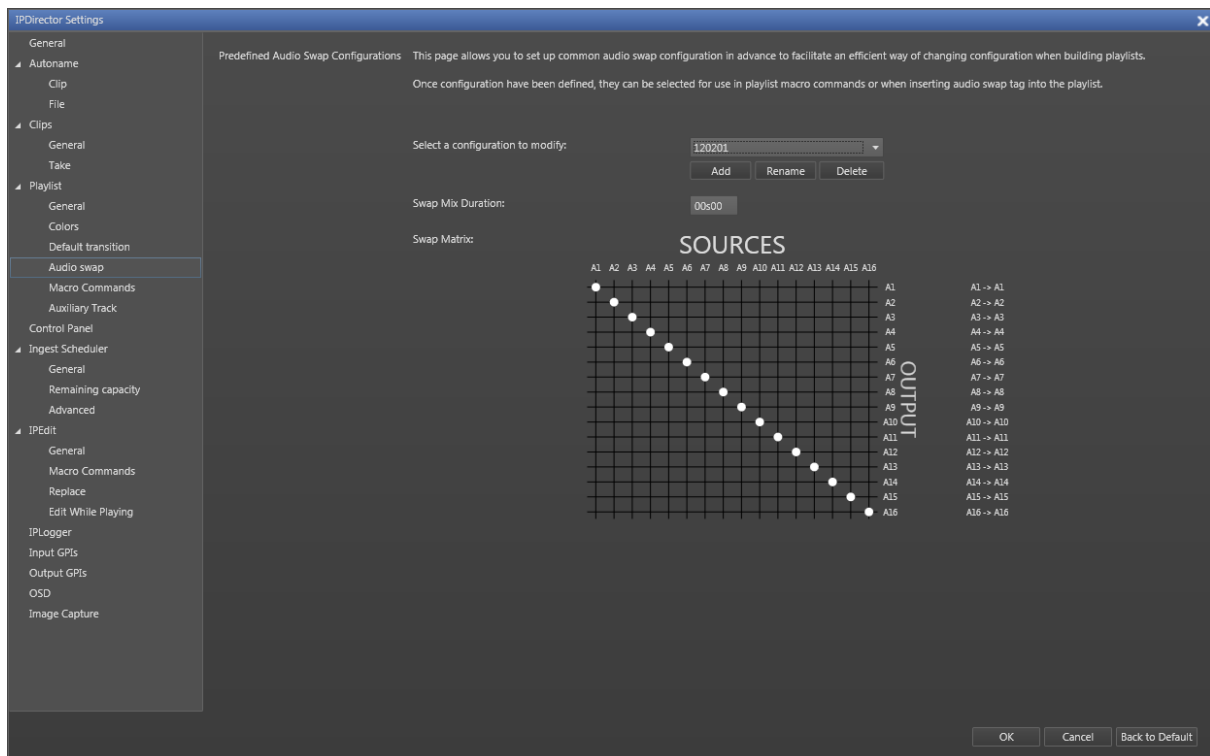 IPDirector Settings
General
Autoname
Clip
File
Clips
General
Take
Playlist
General
Colors
Default transition
Audio swap
Macro Commands
Auxiliary Track
Control Panel
Ingest Scheduler
General
Remaining capacity
Advanced
IPEdit
General
Macro Commands
Replace
Edit While Playing
IPLogger
Input GPIs
Output GPIs
OSD
Image Capture
Predefined Audio Swap Configurations
This page allows you to set up common audio swap configuration in advance to facilitate an efficient way of changing configuration when building playlists.
Once configuration have been defined, they can be selected for use in playlist macro commands or when inserting audio swap tag into the playlist.
Select a configuration to modify:
120201
Add Rename Delete
Swap Mix Duration:
00s00
Swap Matrix:
SOURCES
A1 A2 A3 A4 A5 A6 A7 A8 A9 A10 A11 A12 A13 A14 A15 A16
A1 A1 -> A1
A2 A2 -> A2
A3 A3 -> A3
A4 A4 -> A4
A5 A5 -> A5
A6 A6 -> A6
A7 A7 -> A7
A8 A8 -> A8
A9 A9 -> A9
A10 A10 -> A10
A11 A11 -> A11
A12 A12 -> A12
A13 A13 -> A13
A14 A14 -> A14
A15 A15 -> A15
A16 A16 -> A16
OUTPUT
OK Cancel Back to Default